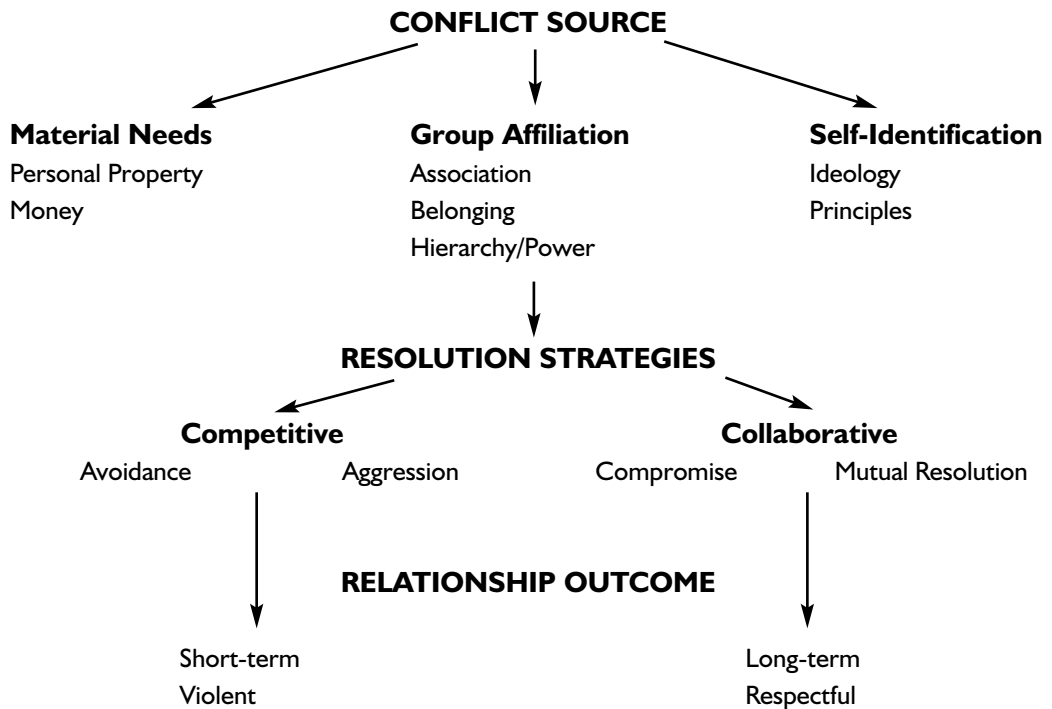 CONFLICT SOURCE
Material Needs
Personal Property
Money
Group Affiliation
Association
Belonging
Hierarchy/Power
Self-Identification
Ideology
Principles
RESOLUTION STRATEGIES
Competitive
Avoidance Aggression
Collaborative
Compromise Mutual Resolution
RELATIONSHIP OUTCOME
Short-term
Violent
Long-term
Respectful